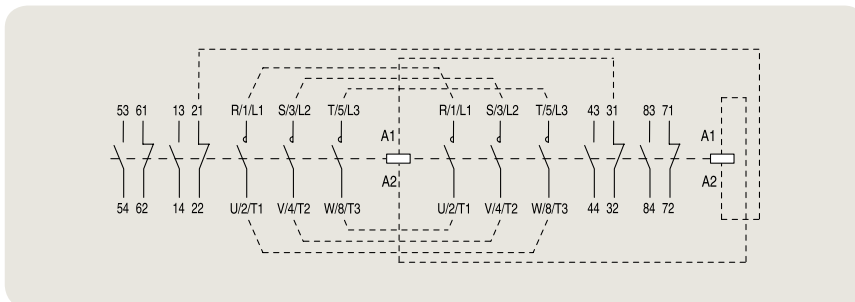 53 61 13 21 R/1/L1 S/3/L2 T/5/L3 R/1/L1 S/3/L2 T/5/L3 43 31 83 71
A1 A1
A2 A2
54 62 14 22 U/2/T1 V/4/T2 W/8/T3 U/2/T1 V/4/T2 W/8/T3 44 32 84 72